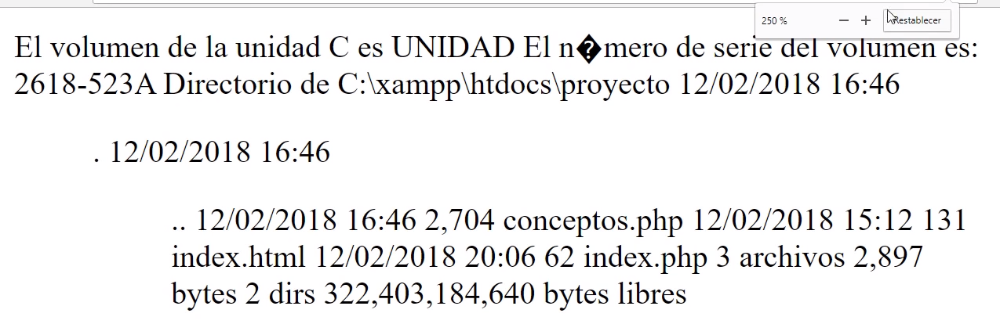 250 % − + Restablecer
El volumen de la unidad C es UNIDAD El n�mero de serie del volumen es:
2618-523A Directorio de C:\xampp\htdocs\proyecto 12/02/2018 16:46
. 12/02/2018 16:46
.. 12/02/2018 16:46 2,704 conceptos.php 12/02/2018 15:12 131
index.html 12/02/2018 20:06 62 index.php 3 archivos 2,897
bytes 2 dirs 322,403,184,640 bytes libres